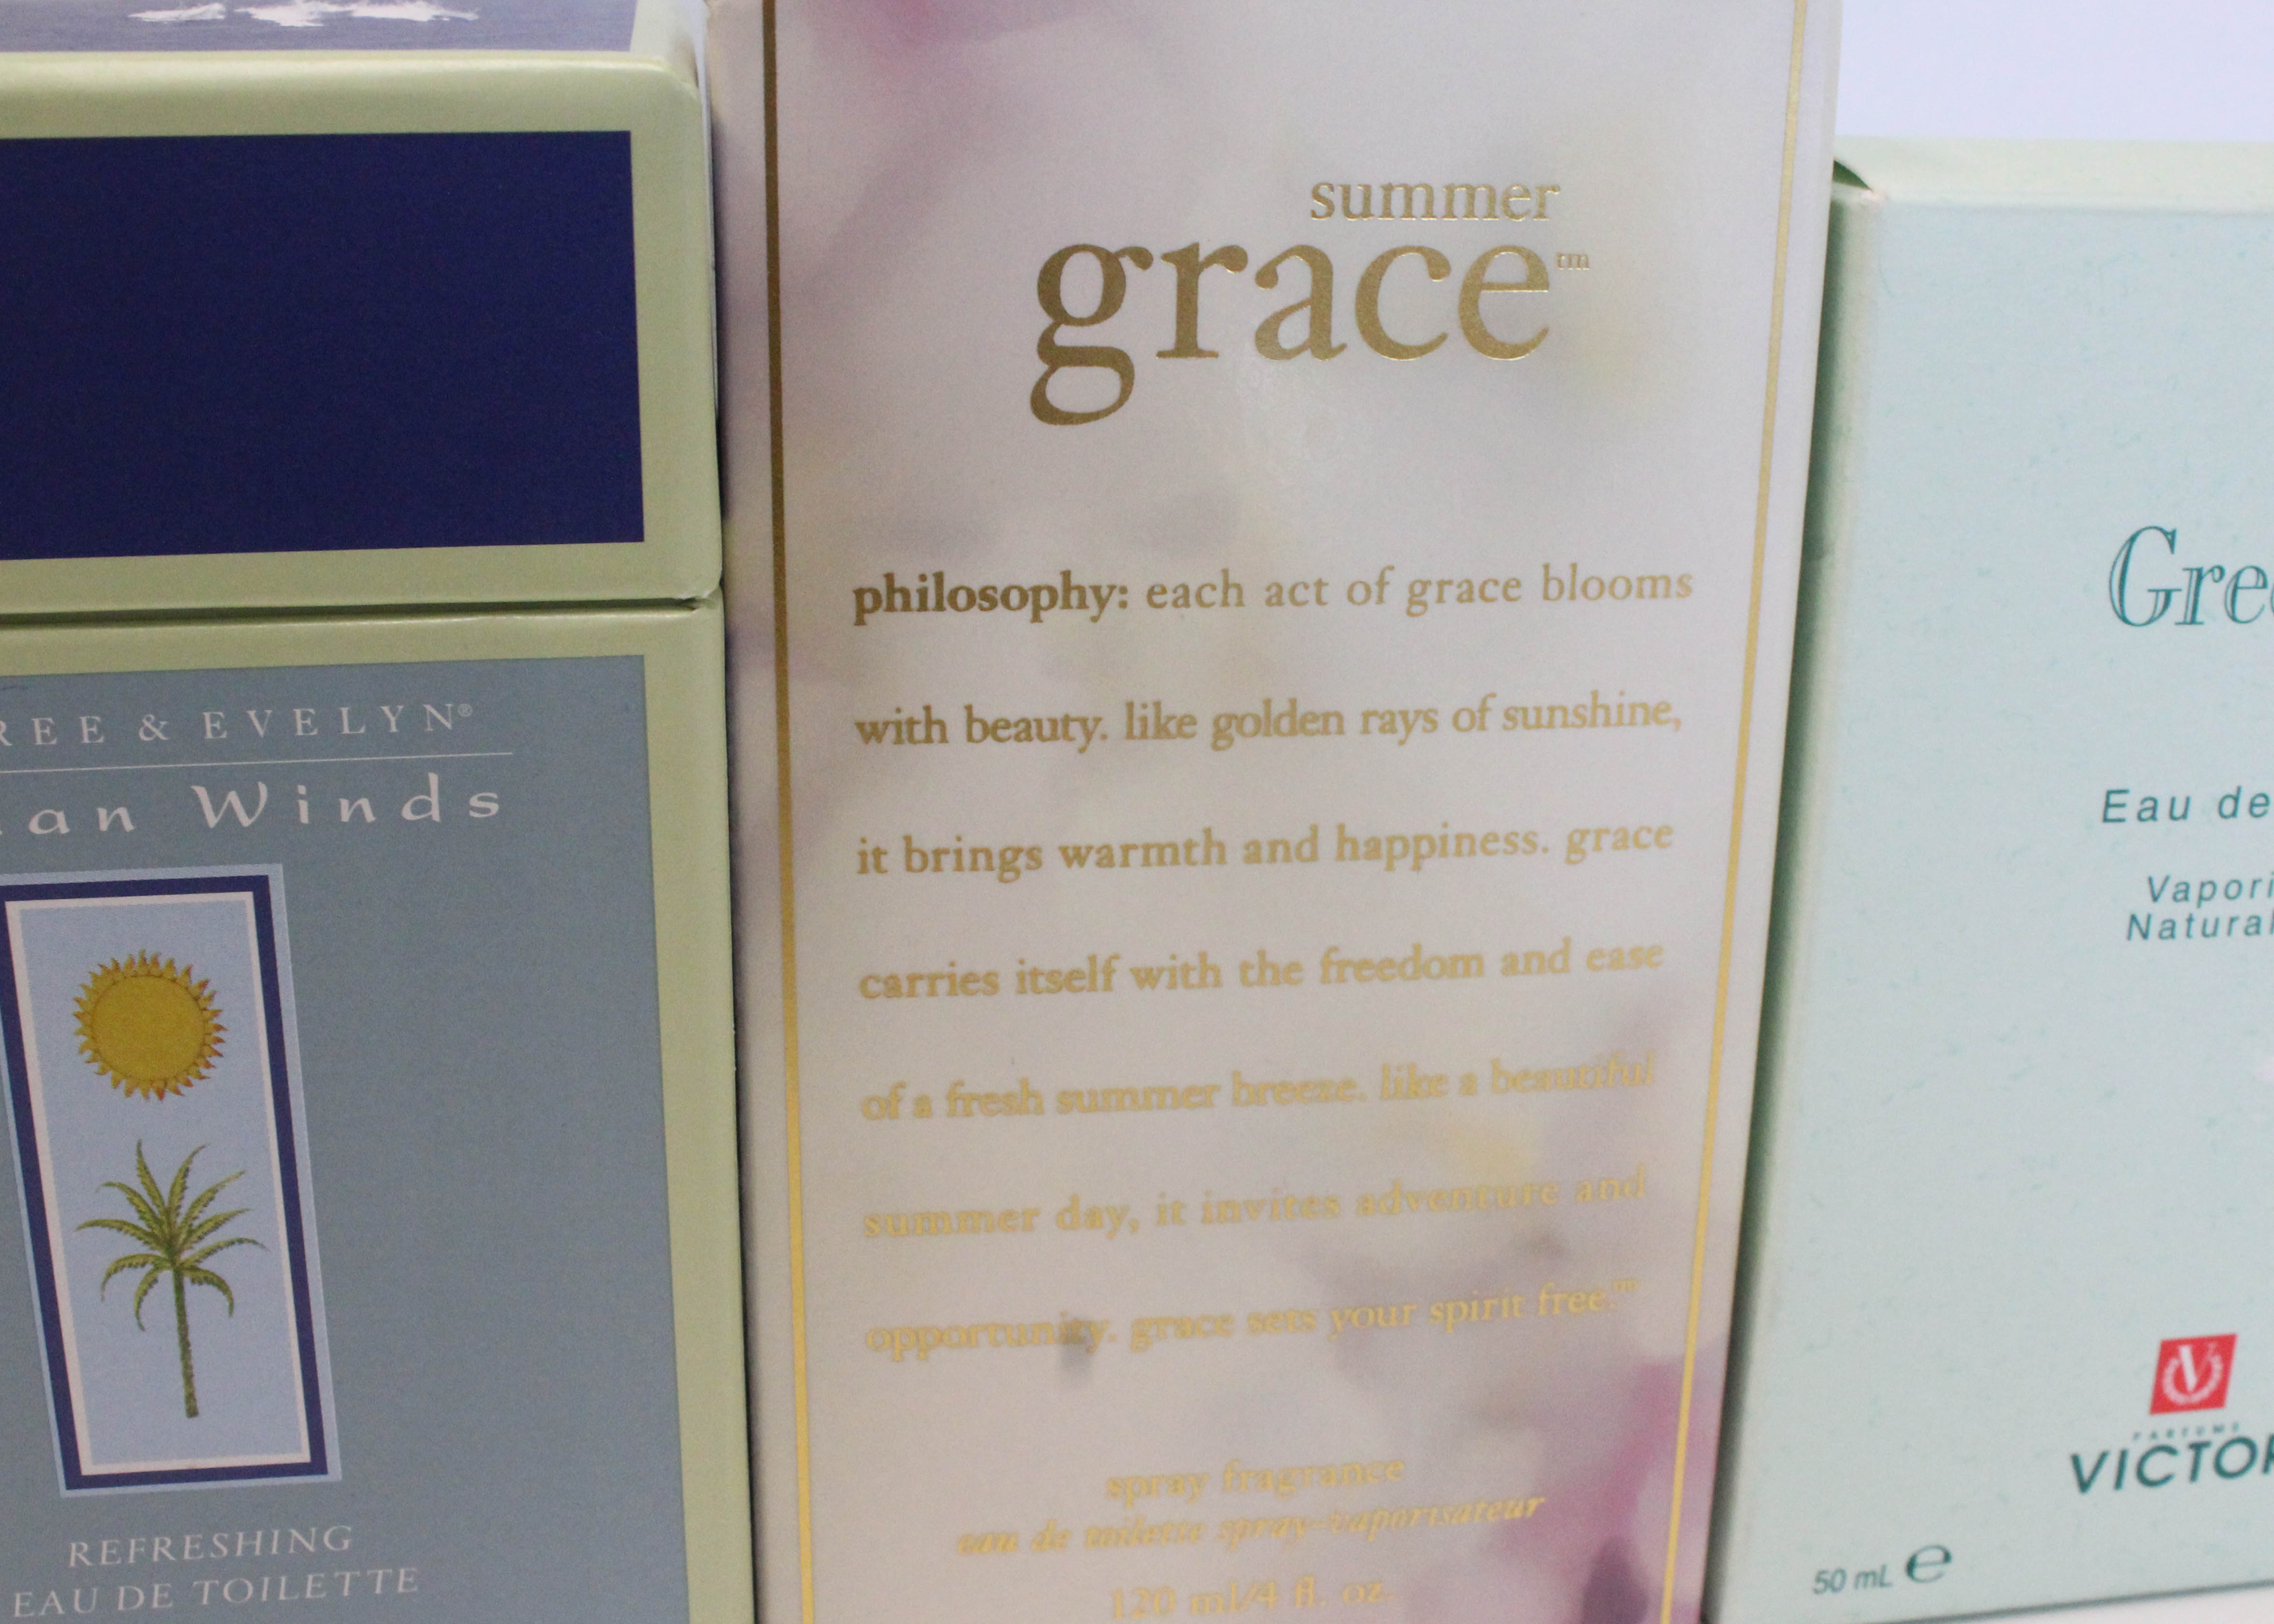 REE & EVELYN®
an Winds
REFRESHING
EAU DE TOILETTE
summer
grace™
philosophy: each act of grace blooms
with beauty. like golden rays of sunshine,
it brings warmth and happiness. grace
carries itself with the freedom and ease
of a fresh summer breeze. like a beautiful
summer day, it invites adventure and
opportunity. grace sets your spirit free.™
spray fragrance
eau de toilette spray-vaporisateur
120 ml/4 fl. oz.
Gre
Eau de
Vapori
Natural
V
PARFUMS
VICTOR
50 mL ℮